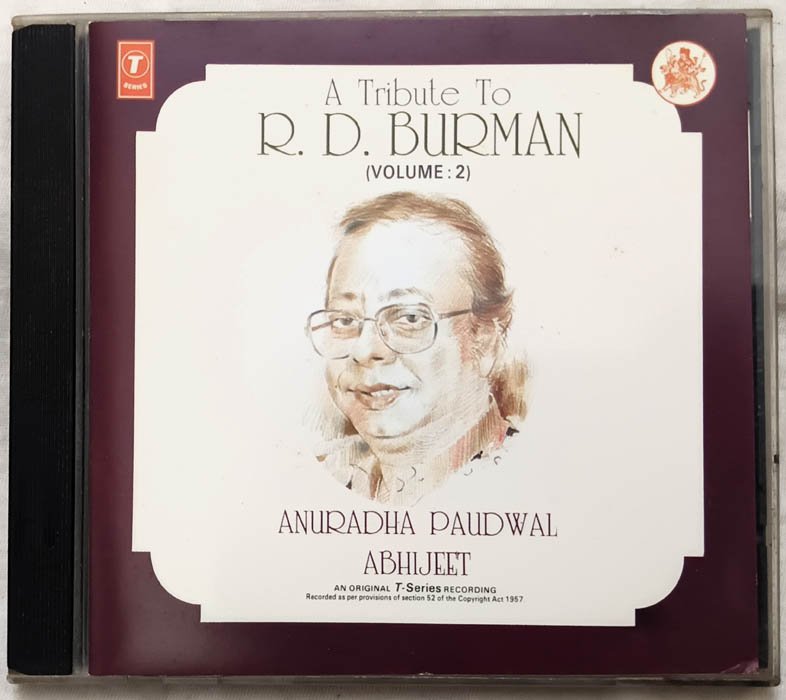 T
SERIES
A Tribute To
R. D. BURMAN
(VOLUME : 2)
ANURADHA PAUDWAL
ABHIJEET
AN ORIGINAL T-Series RECORDING
Recorded as per provisions of section 52 of the Copyright Act 1957.